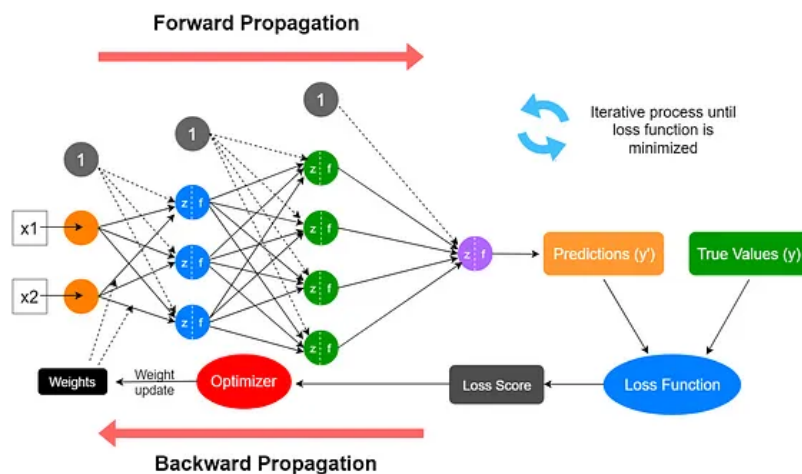 Forward Propagation
1
1
1
Iterative process until
loss function is
minimized
x1
x2
z f
z f
z f
z f
z f
z f
z f
z f
Predictions (y')
True Values (y)
Weights
Weight
update
Optimizer
Loss Score
Loss Function
Backward Propagation